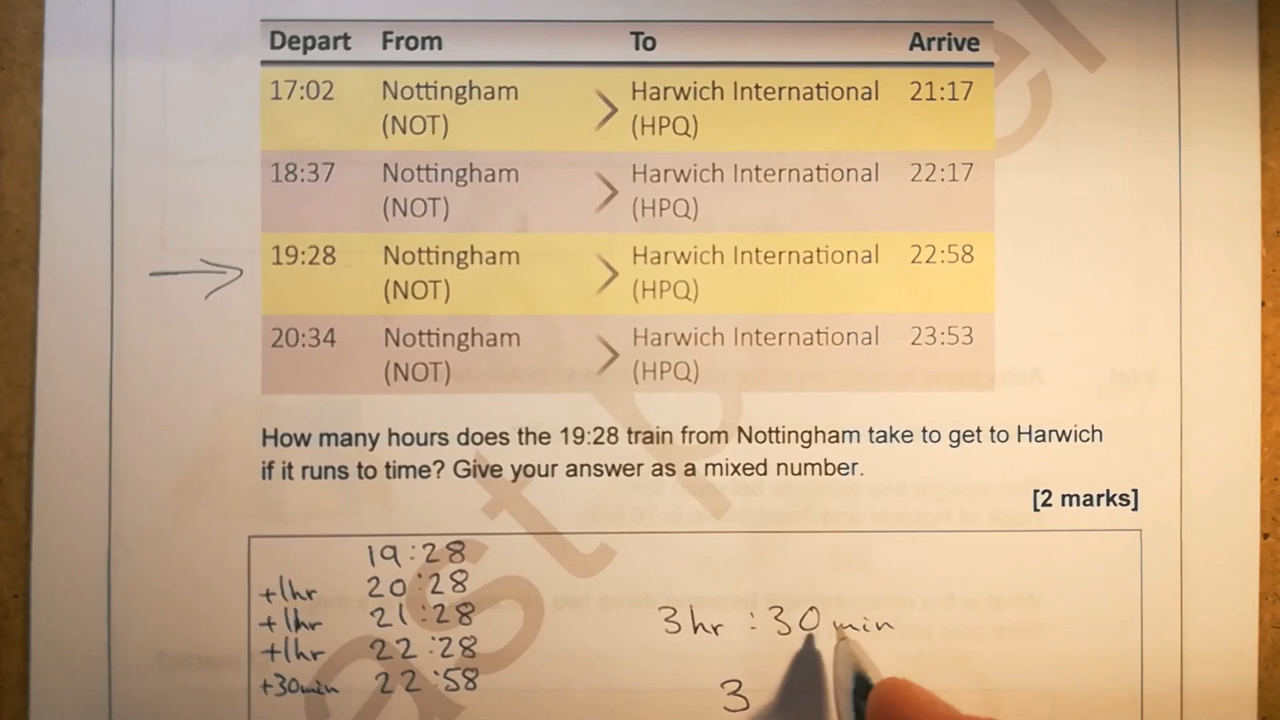 Depart From To Arrive
17:02 Nottingham Harwich International 21:17
(NOT) (HPQ)
18:37 Nottingham Harwich International 22:17
(NOT) (HPQ)
19:28 Nottingham Harwich International 22:58
(NOT) (HPQ)
20:34 Nottingham Harwich International 23:53
(NOT) (HPQ)
How many hours does the 19:28 train from Nottingham take to get to Harwich
if it runs to time? Give your answer as a mixed number.
[2 marks]
19:28
+1hr 20:28
+1hr 21:28
+1hr 22:28
+30min 22:58
3hr : 30min
3